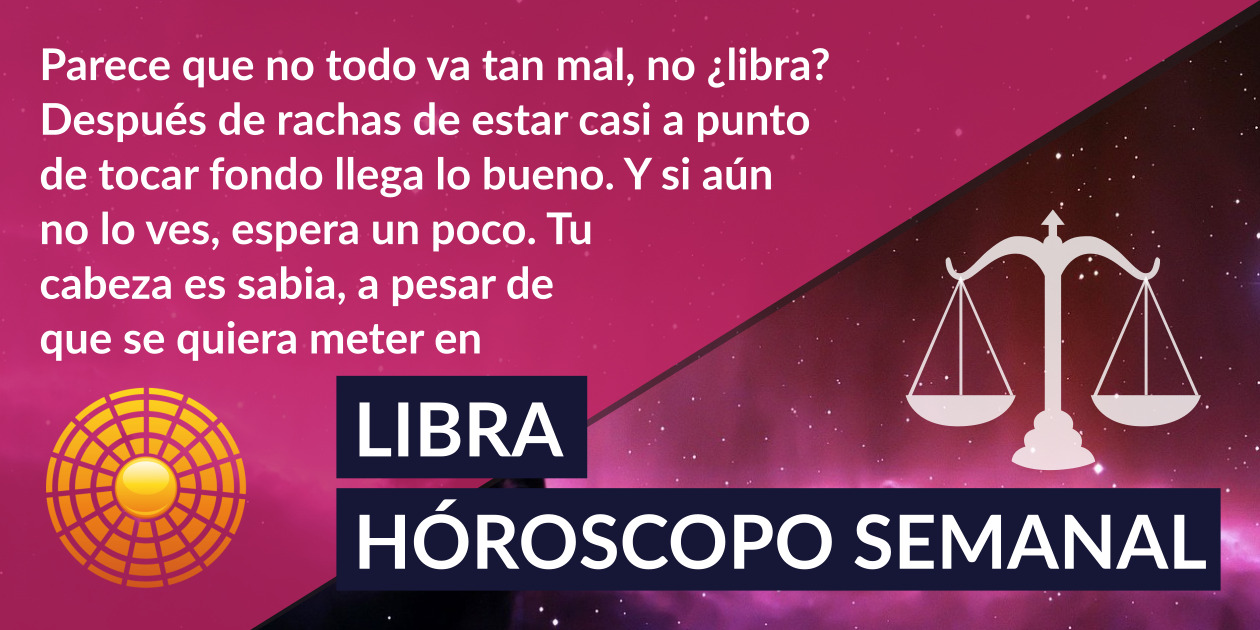 Parece que no todo va tan mal, no ¿libra?
Después de rachas de estar casi a punto
de tocar fondo llega lo bueno. Y si aún
no lo ves, espera un poco. Tu
cabeza es sabia, a pesar de
que se quiera meter en
LIBRA
HÓROSCOPO SEMANAL